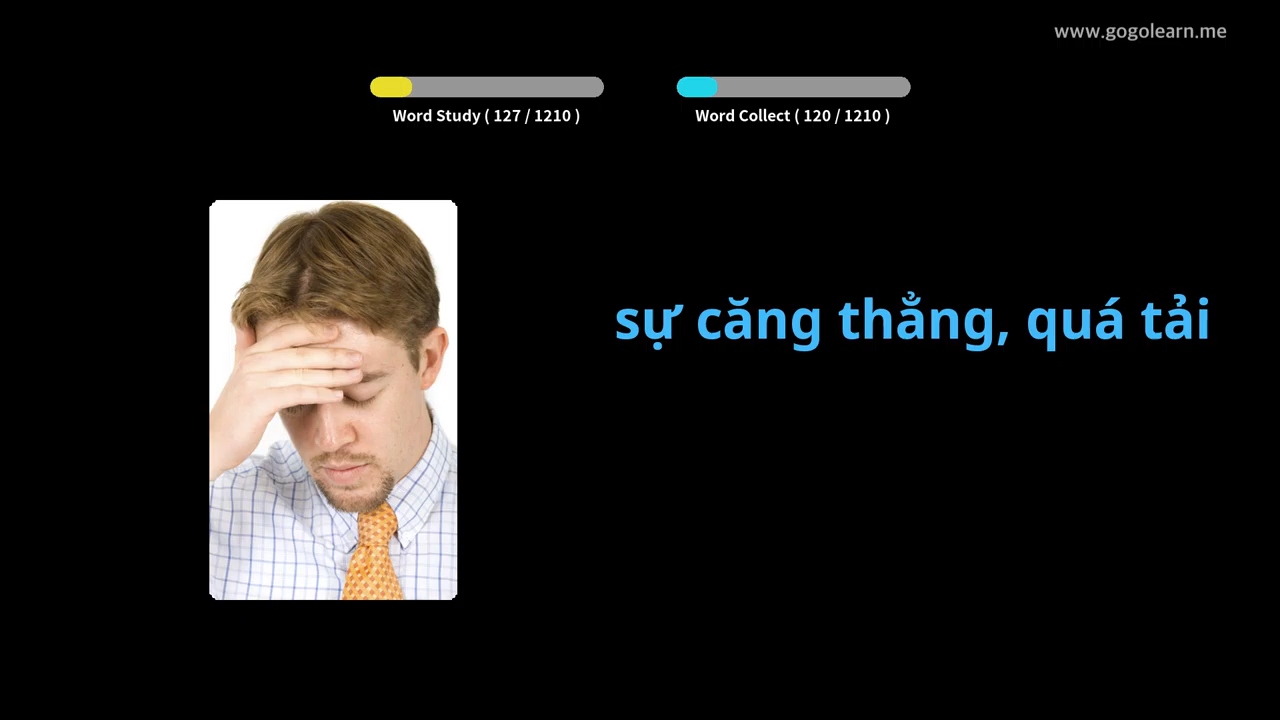 www.gogolearn.me
Word Study ( 127 / 1210 )
Word Collect ( 120 / 1210 )
sự căng thẳng, quá tải